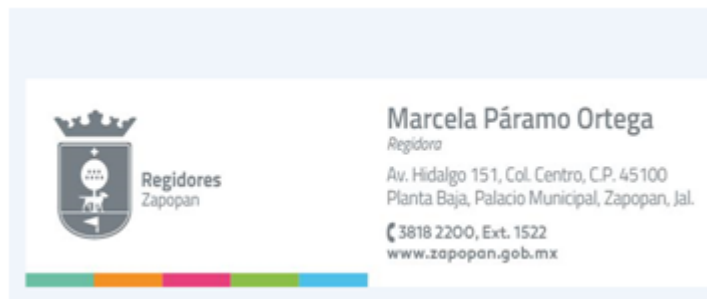 Regidores
Zapopan
Marcela Páramo Ortega
Regidora
Av. Hidalgo 151, Col. Centro, C.P. 45100
Planta Baja, Palacio Municipal, Zapopan, Jal.
3818 2200, Ext. 1522
www.zapopan.gob.mx